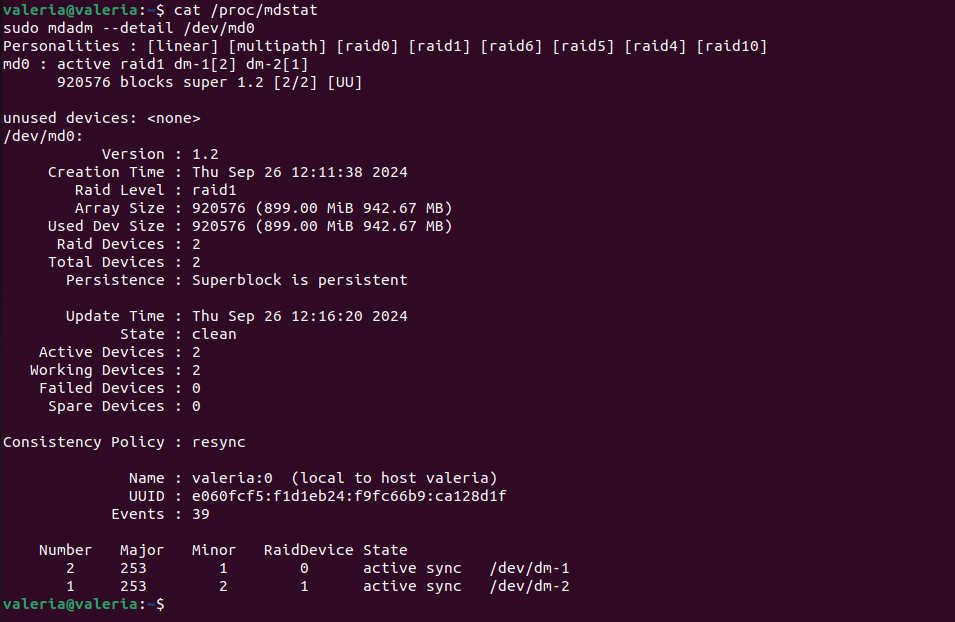 valeria@valeria:~$ cat /proc/mdstat
sudo mdadm --detail /dev/md0
Personalities : [linear] [multipath] [raid0] [raid1] [raid6] [raid5] [raid4] [raid10]
md0 : active raid1 dm-1[2] dm-2[1]
      920576 blocks super 1.2 [2/2] [UU]

unused devices: <none>
/dev/md0:
           Version : 1.2
     Creation Time : Thu Sep 26 12:11:38 2024
        Raid Level : raid1
        Array Size : 920576 (899.00 MiB 942.67 MB)
     Used Dev Size : 920576 (899.00 MiB 942.67 MB)
      Raid Devices : 2
     Total Devices : 2
       Persistence : Superblock is persistent

       Update Time : Thu Sep 26 12:16:20 2024
             State : clean
    Active Devices : 2
   Working Devices : 2
    Failed Devices : 0
     Spare Devices : 0

Consistency Policy : resync

              Name : valeria:0  (local to host valeria)
              UUID : e060fcf5:f1d1eb24:f9fc66b9:ca128d1f
            Events : 39

    Number   Major   Minor   RaidDevice State
       2     253        1        0      active sync   /dev/dm-1
       1     253        2        1      active sync   /dev/dm-2
valeria@valeria:~$